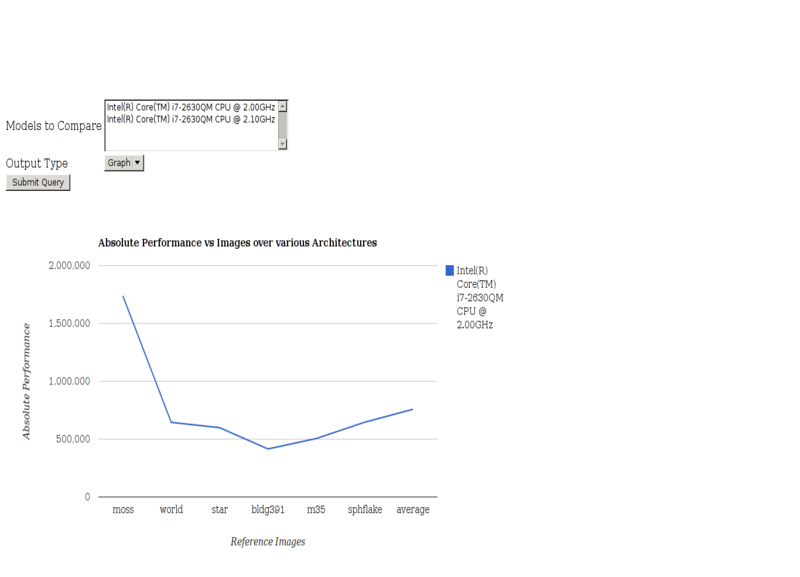 Intel(R) Core(TM) i7-2630QM CPU @ 2.00GHz
Intel(R) Core(TM) i7-2630QM CPU @ 2.10GHz
Models to Compare
Output Type
Graph
Submit Query
Absolute Performance vs Images over various Architectures
2,000,000
1,500,000
1,000,000
500,000
0
Absolute Performance
Intel(R)
Core(TM)
i7-2630QM
CPU @
2.00GHz
moss world star bldg391 m35 sphflake average
Reference Images